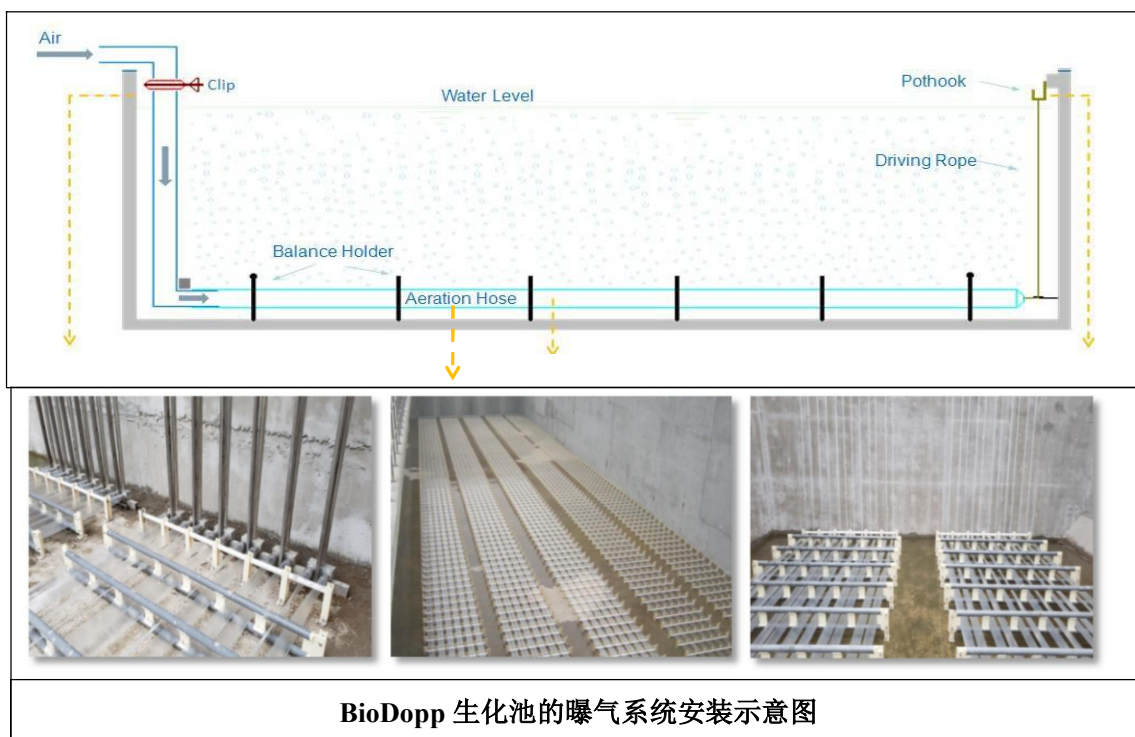 Air
Clip
Water Level
Pothook
Driving Rope
Balance Holder
Aeration Hose
BioDopp 生化池的曝气系统安装示意图